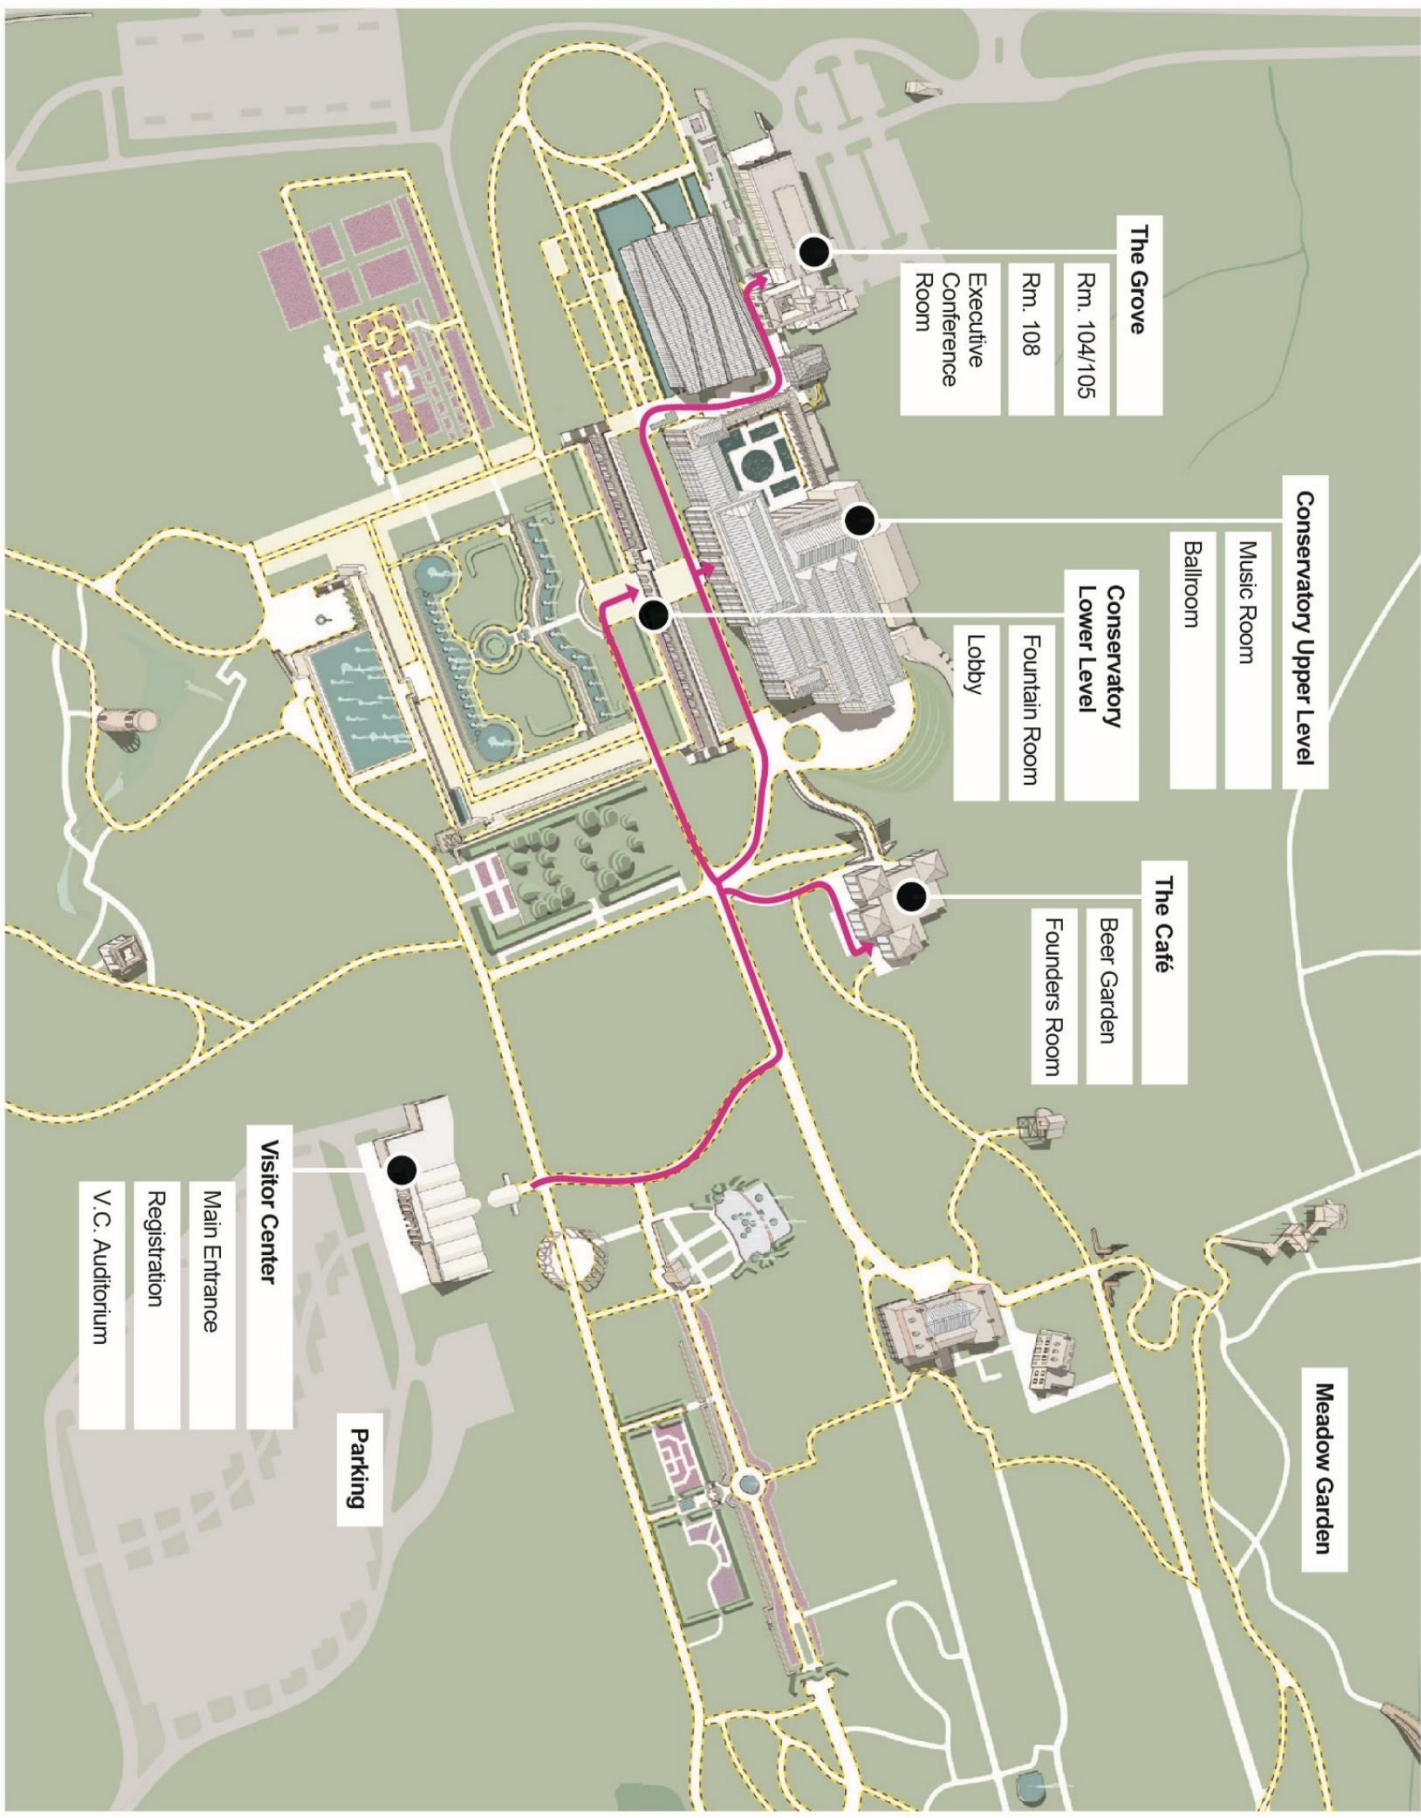 The Grove
Rm. 104/105
Rm. 108
Executive
Conference
Room
Conservatory Upper Level
Music Room
Ballroom
Conservatory
Lower Level
Fountain Room
Lobby
The Café
Beer Garden
Founders Room
Meadow Garden
Visitor Center
Main Entrance
Registration
V.C. Auditorium
Parking